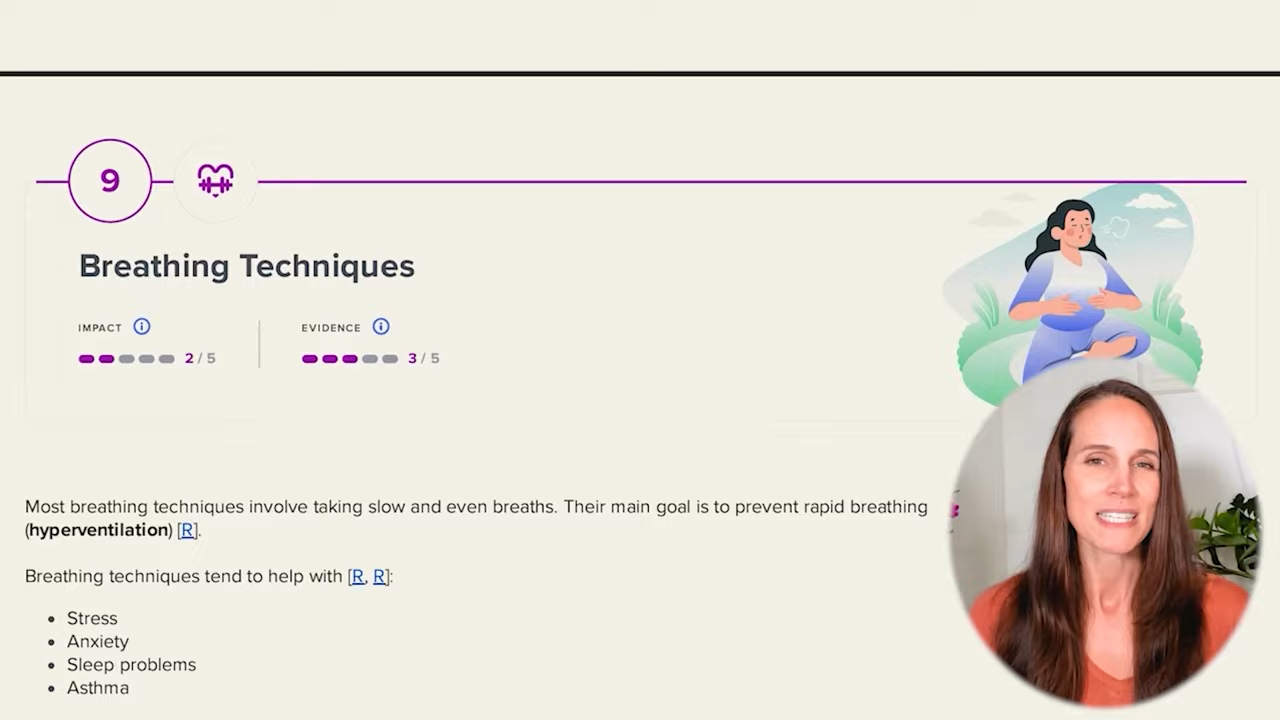 9
Breathing Techniques
IMPACT
EVIDENCE
2 / 5
3 / 5
Most breathing techniques involve taking slow and even breaths. Their main goal is to prevent rapid breathing
(hyperventilation) [R].
Breathing techniques tend to help with [R, R]:
• Stress
• Anxiety
• Sleep problems
• Asthma